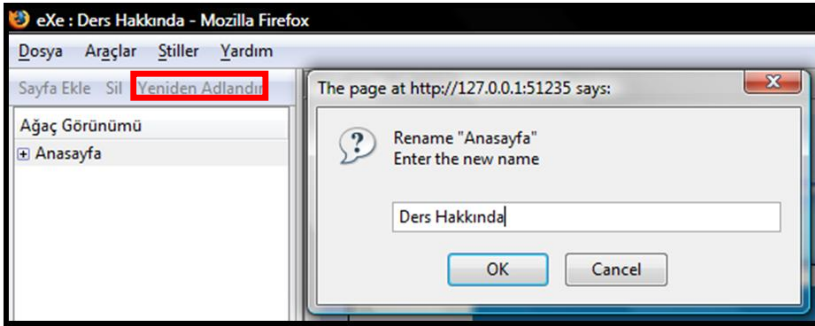 eXe : Ders Hakkında - Mozilla Firefox
Dosya Araçlar Stiller Yardım
Sayfa Ekle Sil Yeniden Adlandır
Ağaç Görünümü
Anasayfa
The page at http://127.0.0.1:51235 says:
Rename "Anasayfa"
Enter the new name
Ders Hakkında
OK Cancel